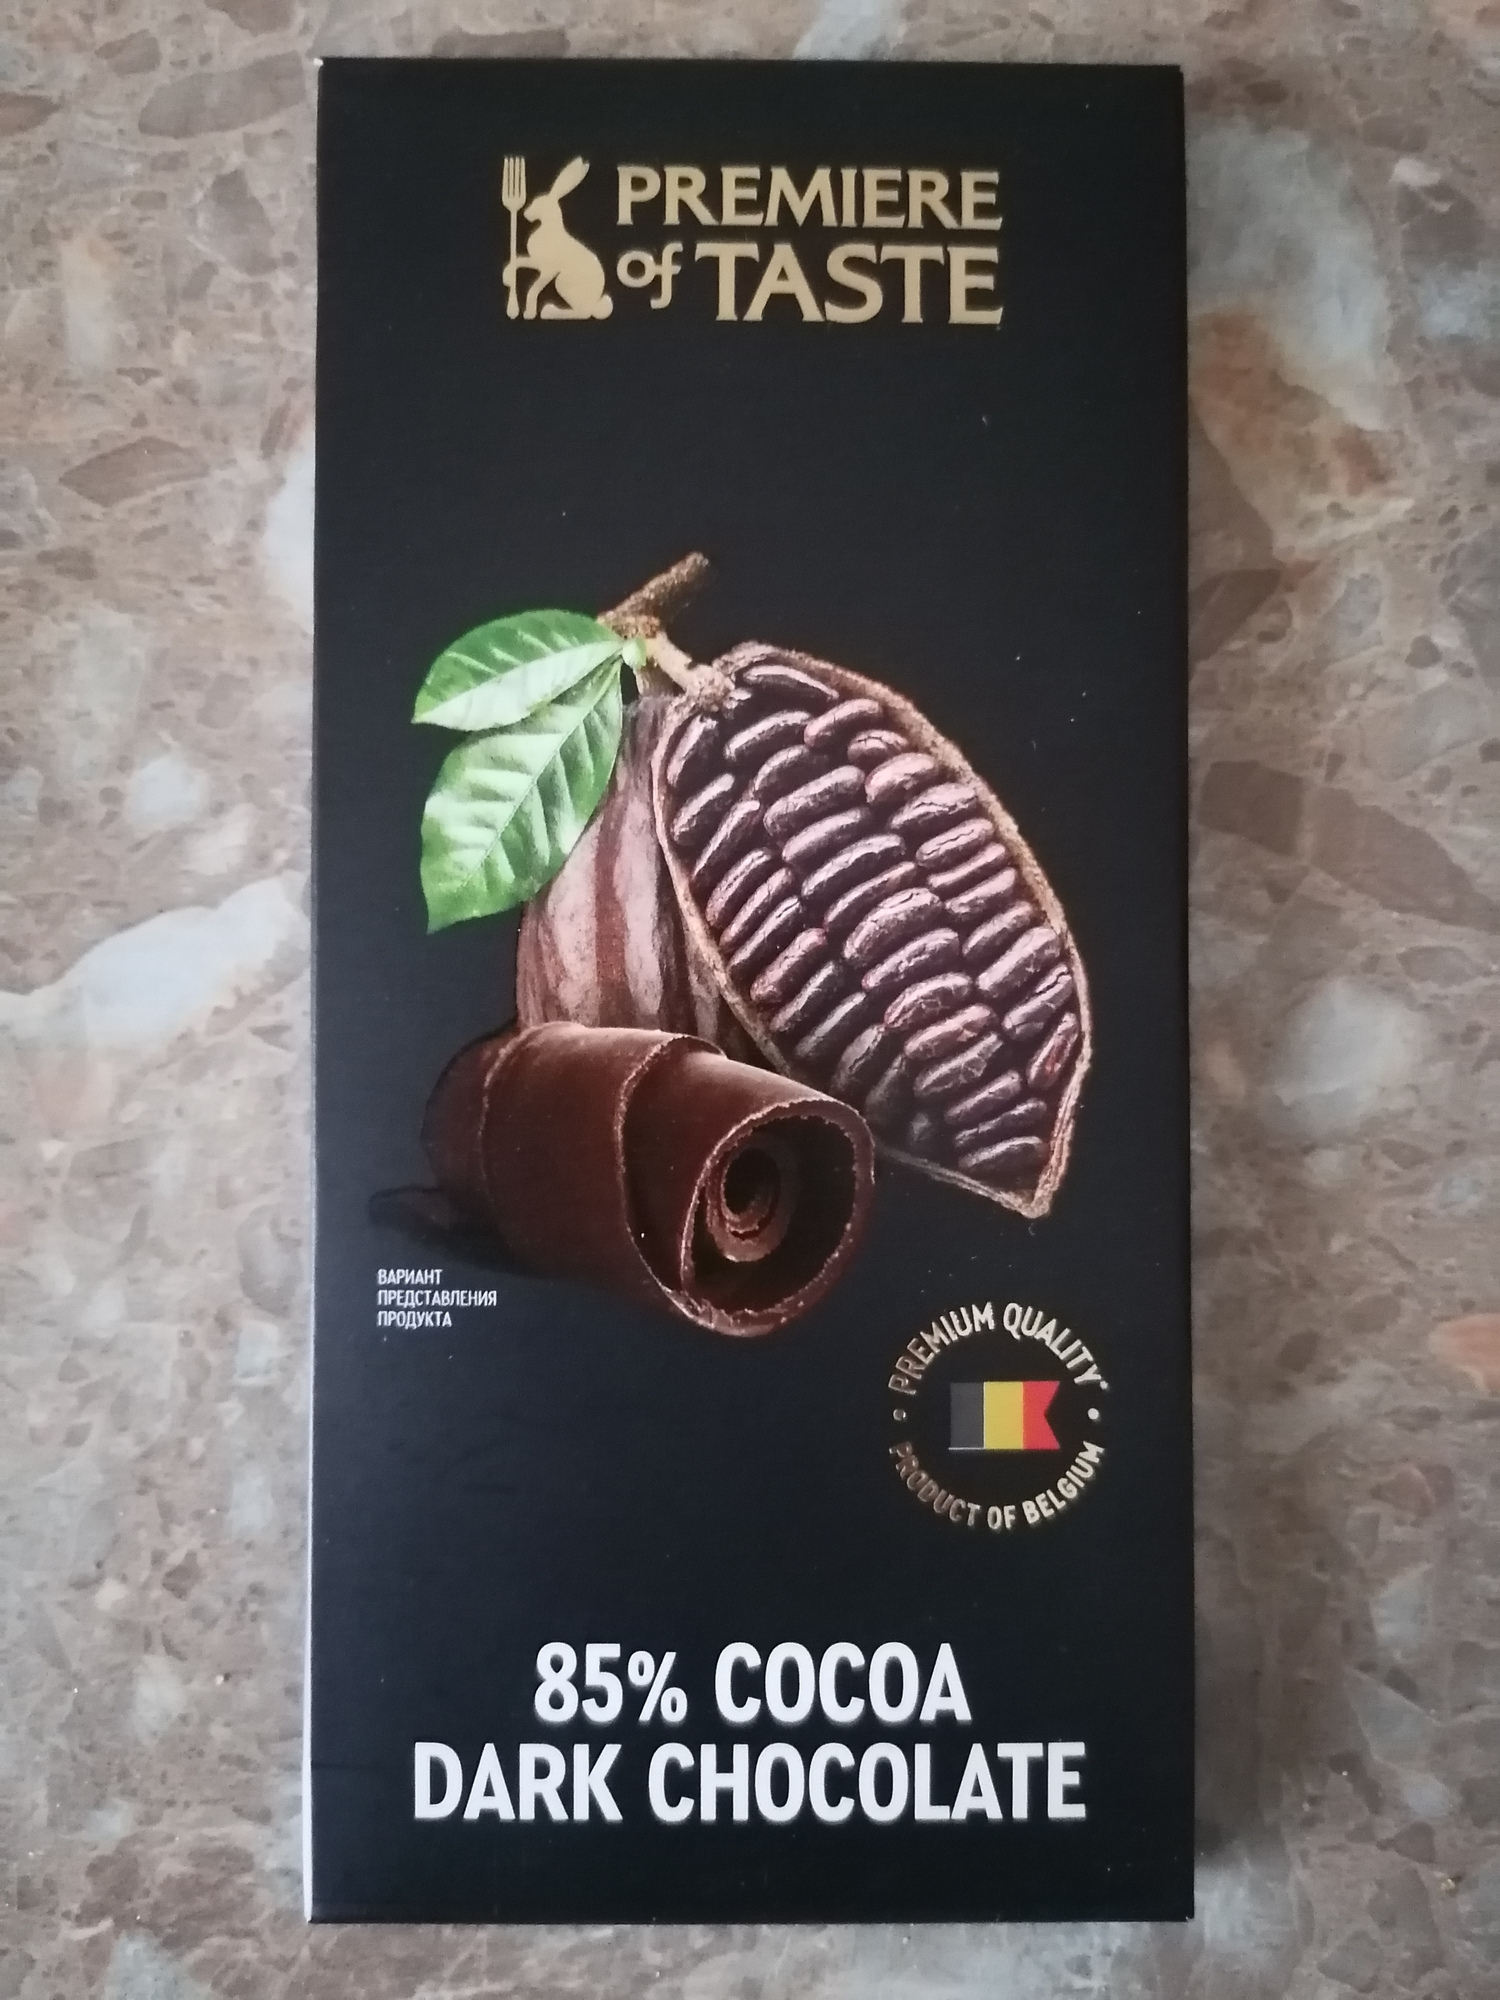 PREMIERE
of TASTE
ВАРИАНТ
ПРЕДСТАВЛЕНИЯ
ПРОДУКТА
• PREMIUM QUALITY* •
PRODUCT OF BELGIUM
85% COCOA
DARK CHOCOLATE